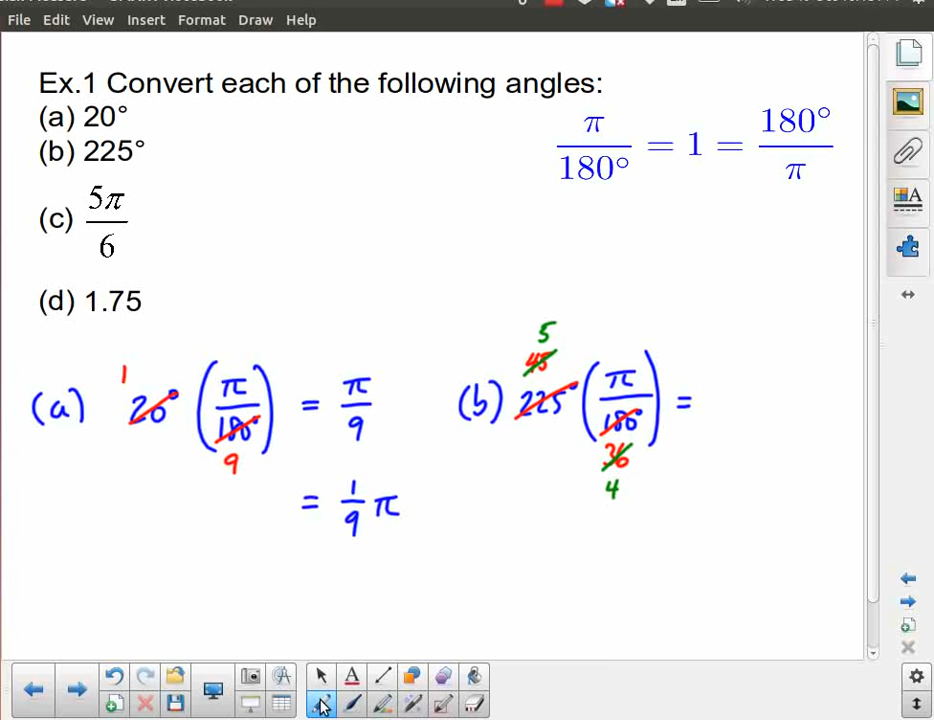 File Edit View Insert Format Draw Help
Ex.1 Convert each of the following angles:
(a) 20°
(b) 225°
(c) 5π/6
(d) 1.75
π/180° = 1 = 180°/π
(a) 1 20° (π/180°) 9 = π/9
= 1/9 π
(b) 5 45 225° (π/180°) 36 4 =